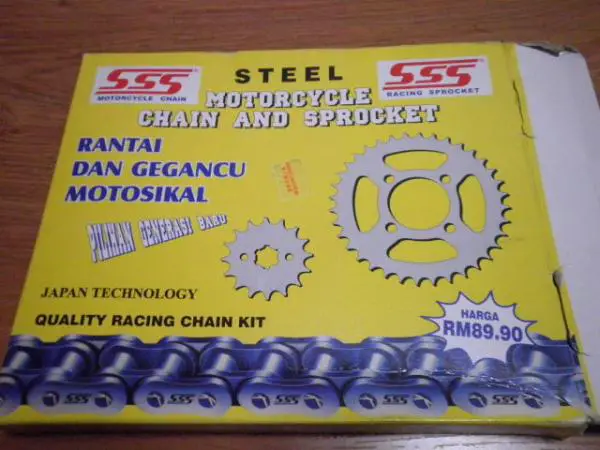 SSS
MOTORCYCLE CHAIN
STEEL
SSS
RACING SPROCKET
MOTORCYCLE
CHAIN AND SPROCKET
RANTAI
DAN GEGANCU
MOTOSIKAL
PILIHAN GENERASI BARU
JAPAN TECHNOLOGY
QUALITY RACING CHAIN KIT
HARGA
RM89.90
SSS
SSS
SSS
SSS